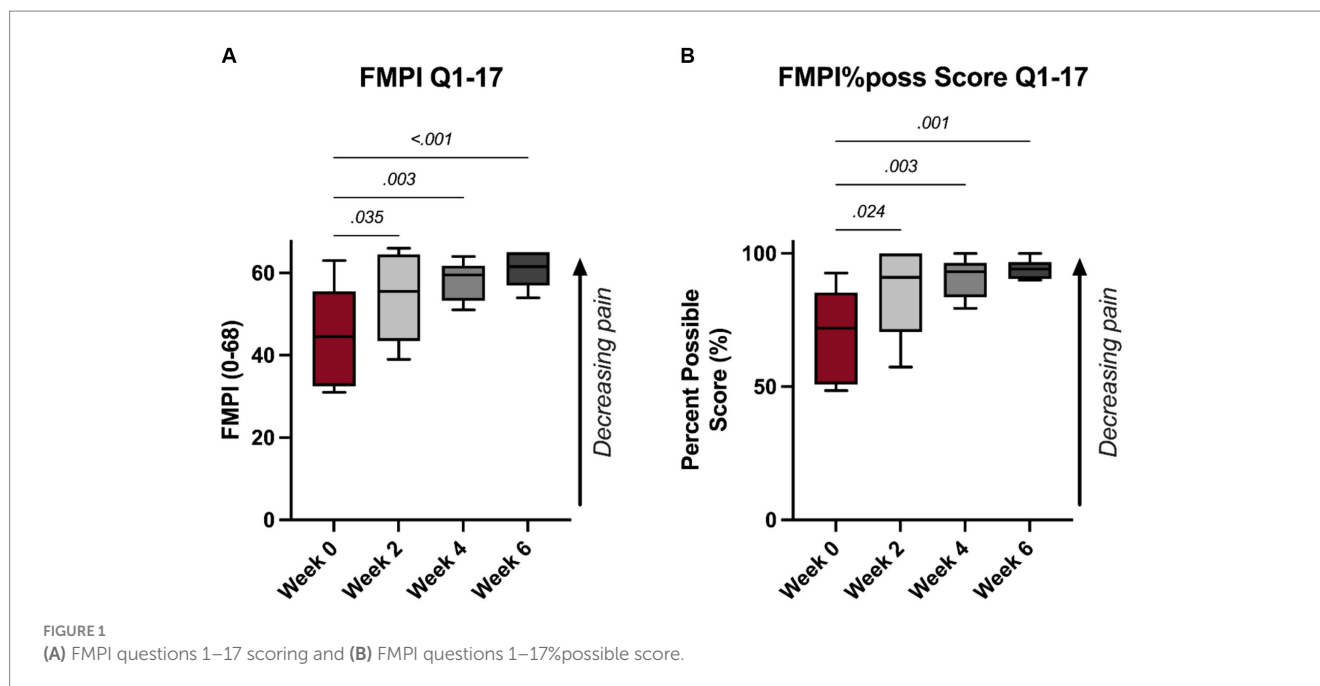 A
FMPI Q1-17
<.001
.003
.035
FMPI (0-68)
60
40
20
0
Week 0
Week 2
Week 4
Week 6
Decreasing pain
B
FMPI%poss Score Q1-17
.001
.003
.024
Percent Possible
Score (%)
100
50
0
Week 0
Week 2
Week 4
Week 6
Decreasing pain
FIGURE 1
(A) FMPI questions 1–17 scoring and (B) FMPI questions 1–17%possible score.